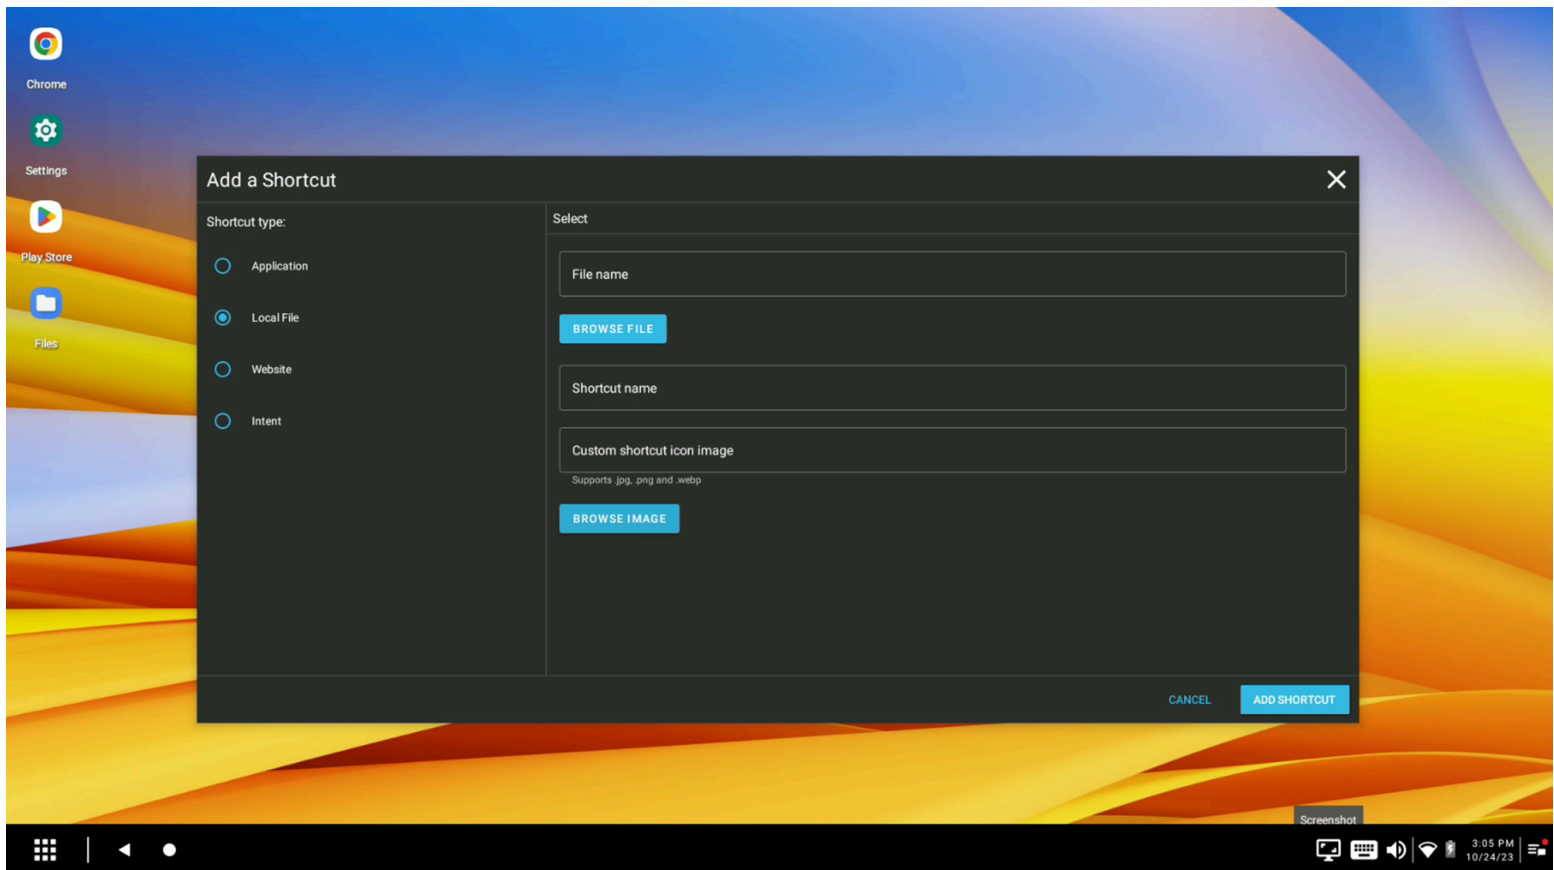 Chrome
Settings
Play Store
Files
Add a Shortcut
Shortcut type:
Application
Local File
Website
Intent
Select
File name
BROWSE FILE
Shortcut name
Custom shortcut icon image
Supports .jpg, .png and .webp
BROWSE IMAGE
CANCEL
ADD SHORTCUT
Screenshot
3:05 PM
10/24/23